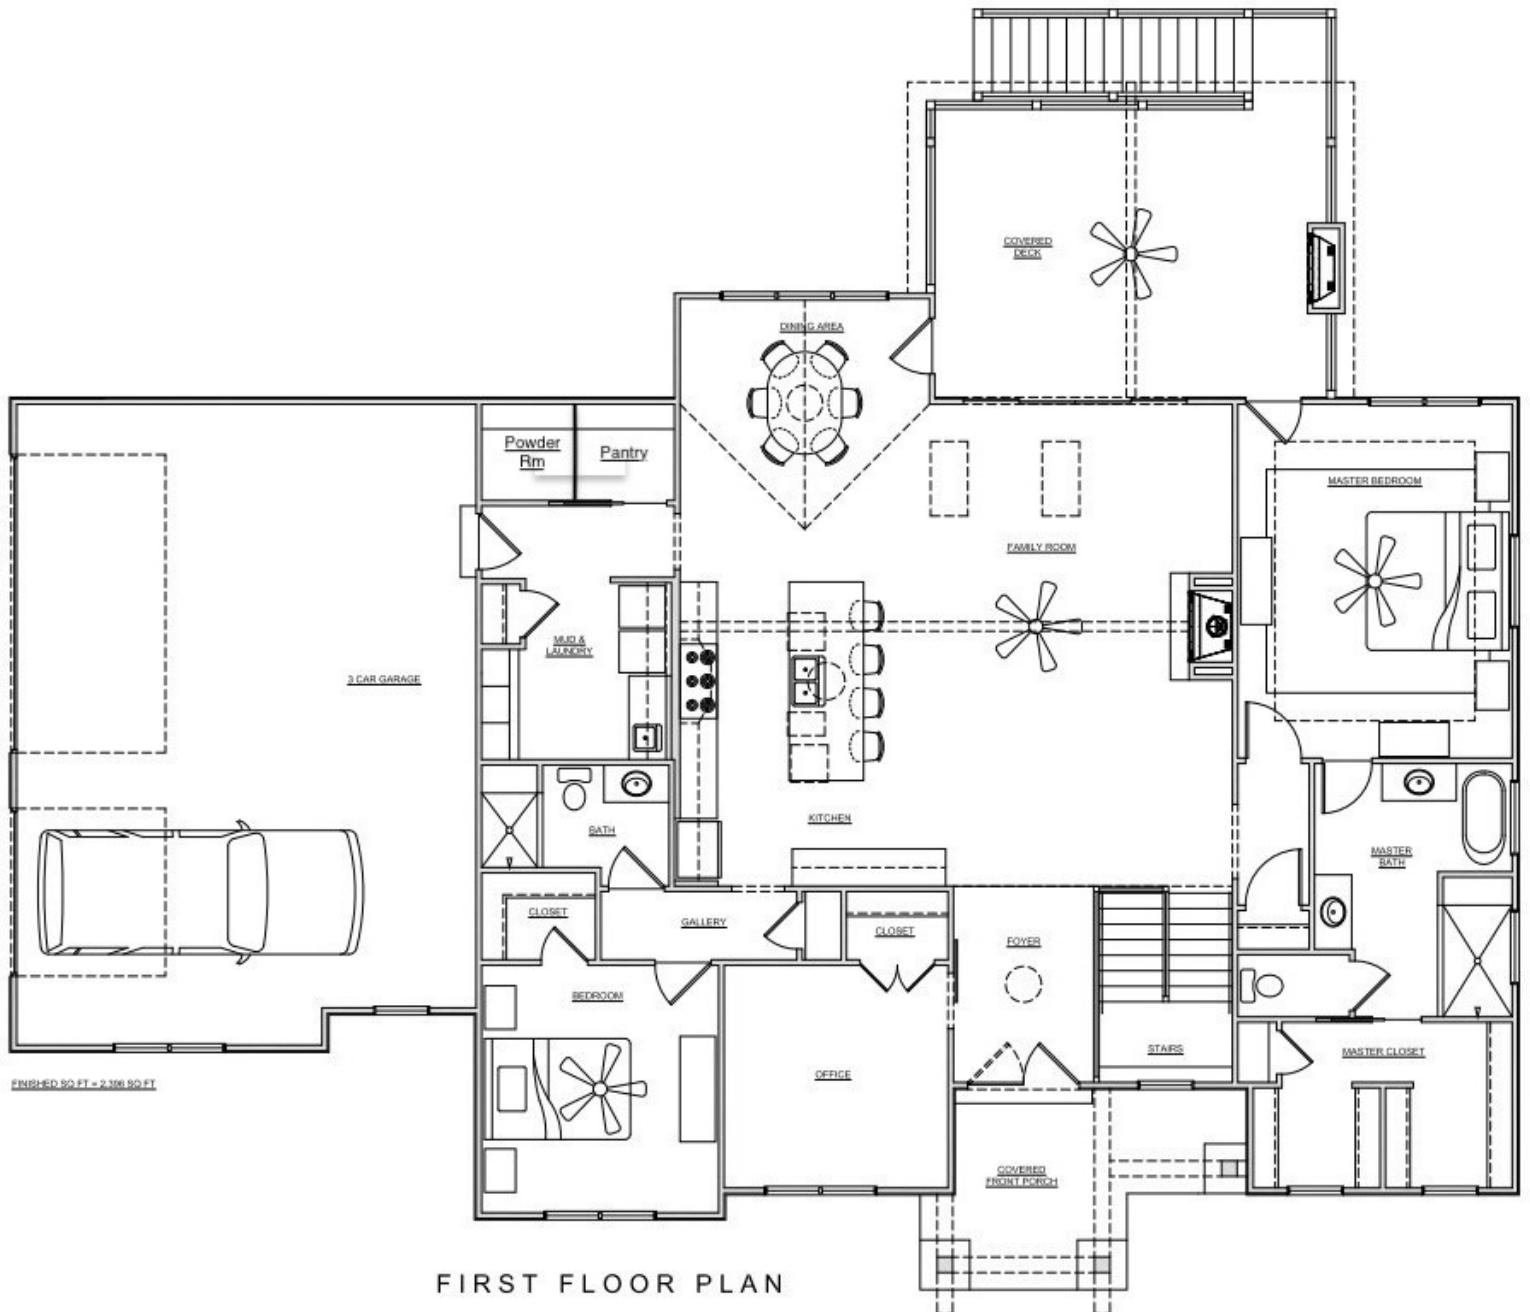 COVERED
DECK
DINING AREA
Powder
Rm
Pantry
MASTER BEDROOM
FAMILY ROOM
MUD &
LAUNDRY
3 CAR GARAGE
KITCHEN
BATH
MASTER
BATH
CLOSET
GALLERY
CLOSET
FOYER
BEDROOM
STAIRS
MASTER CLOSET
OFFICE
FINISHED SQ FT = 2,396 SQ FT
COVERED
FRONT PORCH
FIRST FLOOR PLAN